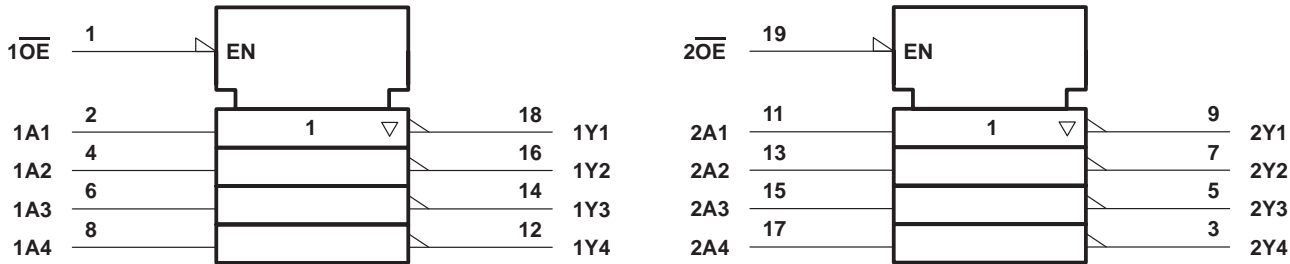 1O̅E̅ 1 EN 2O̅E̅ 19 EN
1A1 2 1 18 1Y1 2A1 11 1 9 2Y1
1A2 4 16 1Y2 2A2 13 7 2Y2
1A3 6 14 1Y3 2A3 15 5 2Y3
1A4 8 12 1Y4 2A4 17 3 2Y4